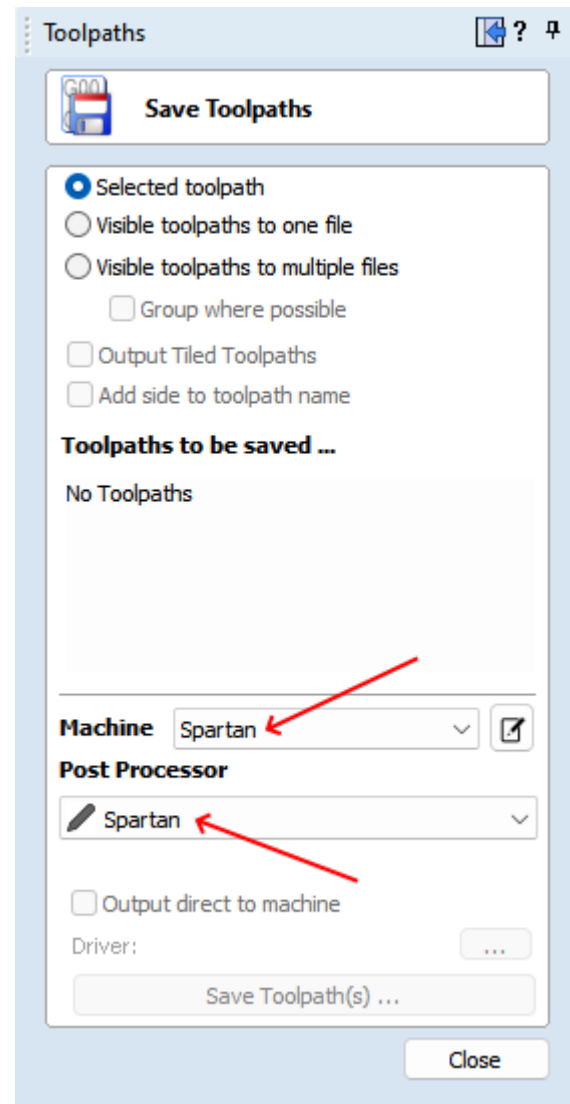 Toolpaths ?
G00
Save Toolpaths
Selected toolpath
Visible toolpaths to one file
Visible toolpaths to multiple files
Group where possible
Output Tiled Toolpaths
Add side to toolpath name
Toolpaths to be saved ...
No Toolpaths
Machine Spartan
Post Processor
Spartan
Output direct to machine
Driver: ...
Save Toolpath(s) ...
Close